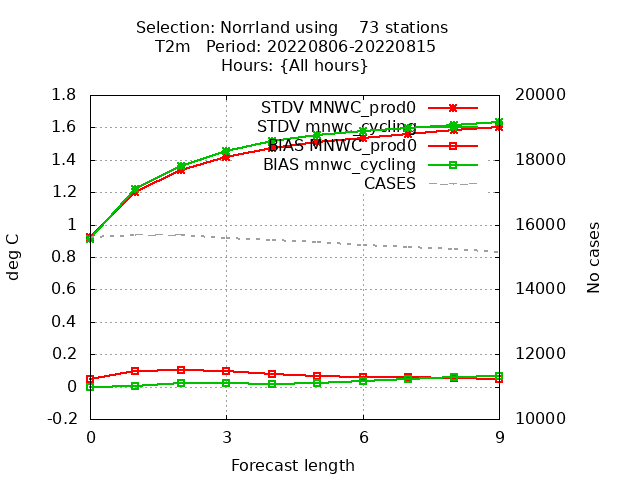 Selection: Norrland using 73 stations
T2m Period: 20220806-20220815
Hours: {All hours}
STDV MNWC_prod0
STDV mnwc_cycling
BIAS MNWC_prod0
BIAS mnwc_cycling
CASES
1.8
1.6
1.4
1.2
1
0.8
0.6
0.4
0.2
0
-0.2
deg C
20000
18000
16000
14000
12000
10000
No cases
0 3 6 9
Forecast length